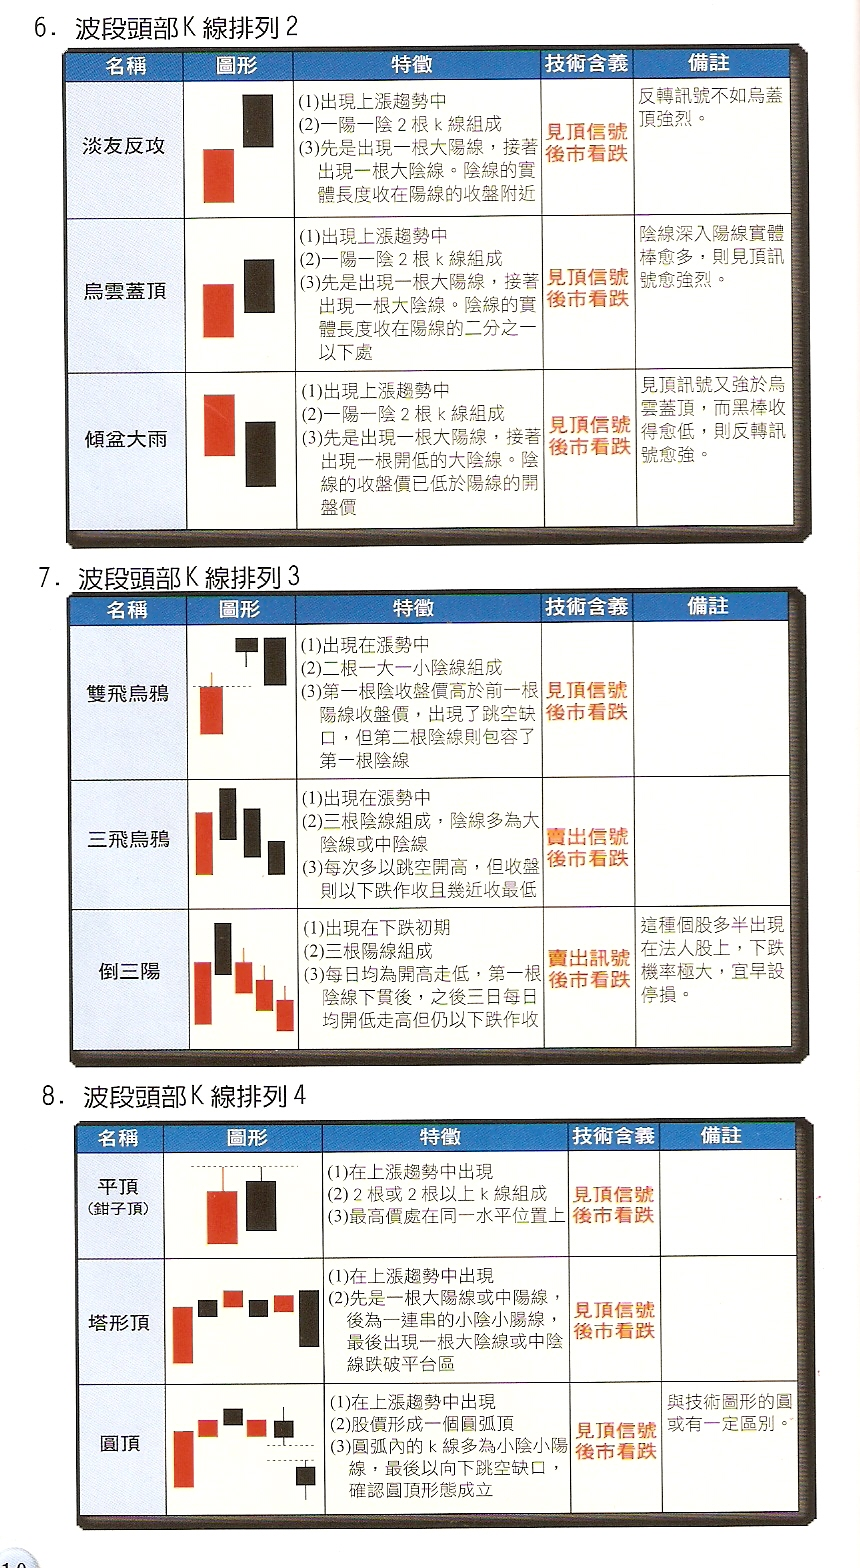 6. 波段頭部K線排列2
名稱 圖形 特徵 技術含義 備註
淡友反攻
(1)出現上漲趨勢中
(2)一陽一陰2根k線組成
(3)先是出現一根大陽線，接著
出現一根大陰線。陰線的實
體長度收在陽線的收盤附近
見頂信號
後市看跌
反轉訊號不如烏蓋
頂強烈。
烏雲蓋頂
(1)出現上漲趨勢中
(2)一陽一陰2根k線組成
(3)先是出現一根大陽線，接著
出現一根大陰線。陰線的實
體長度收在陽線的二分之一
以下處
見頂信號
後市看跌
陰線深入陽線實體
棒愈多，則見頂訊
號愈強烈。
傾盆大雨
(1)出現上漲趨勢中
(2)一陽一陰2根k線組成
(3)先是出現一根大陽線，接著
出現一根開低的大陰線。陰
線的收盤價已低於陽線的開
盤價
見頂信號
後市看跌
見頂訊號又強於烏
雲蓋頂，而黑棒收
得愈低，則反轉訊
號愈強。
7. 波段頭部K線排列3
名稱 圖形 特徵 技術含義 備註
雙飛烏鴉
(1)出現在漲勢中
(2)二根一大一小陰線組成
(3)第一根陰收盤價高於前一根
陽線收盤價，出現了跳空缺
口，但第二根陰線則包容了
第一根陰線
見頂信號
後市看跌
三飛烏鴉
(1)出現在漲勢中
(2)三根陰線組成，陰線多為大
陰線或中陰線
(3)每次多以跳空開高，但收盤
則以下跌作收且幾近收最低
賣出信號
後市看跌
倒三陽
(1)出現在下跌初期
(2)三根陽線組成
(3)每日均為開高走低，第一根
陰線下貫後，之後三日每日
均開低走高但仍以下跌作收
賣出訊號
後市看跌
這種個股多半出現
在法人股上，下跌
機率極大，宜早設
停損。
8. 波段頭部K線排列4
名稱 圖形 特徵 技術含義 備註
平頂
(鉗子頂)
(1)在上漲趨勢中出現
(2)2根或2根以上k線組成
(3)最高價處在同一水平位置上
見頂信號
後市看跌
塔形頂
(1)在上漲趨勢中出現
(2)先是一根大陽線或中陽線，
後為一連串的小陰小腸線，
最後出現一根大陰線或中陰
線跌破平台區
見頂信號
後市看跌
圓頂
(1)在上漲趨勢中出現
(2)股價形成一個圓弧頂
(3)圓弧內的k線多為小陰小陽
線，最後以向下跳空缺口，
確認圓頂形態成立
見頂信號
後市看跌
與技術圖形的圓
或有一定區別。